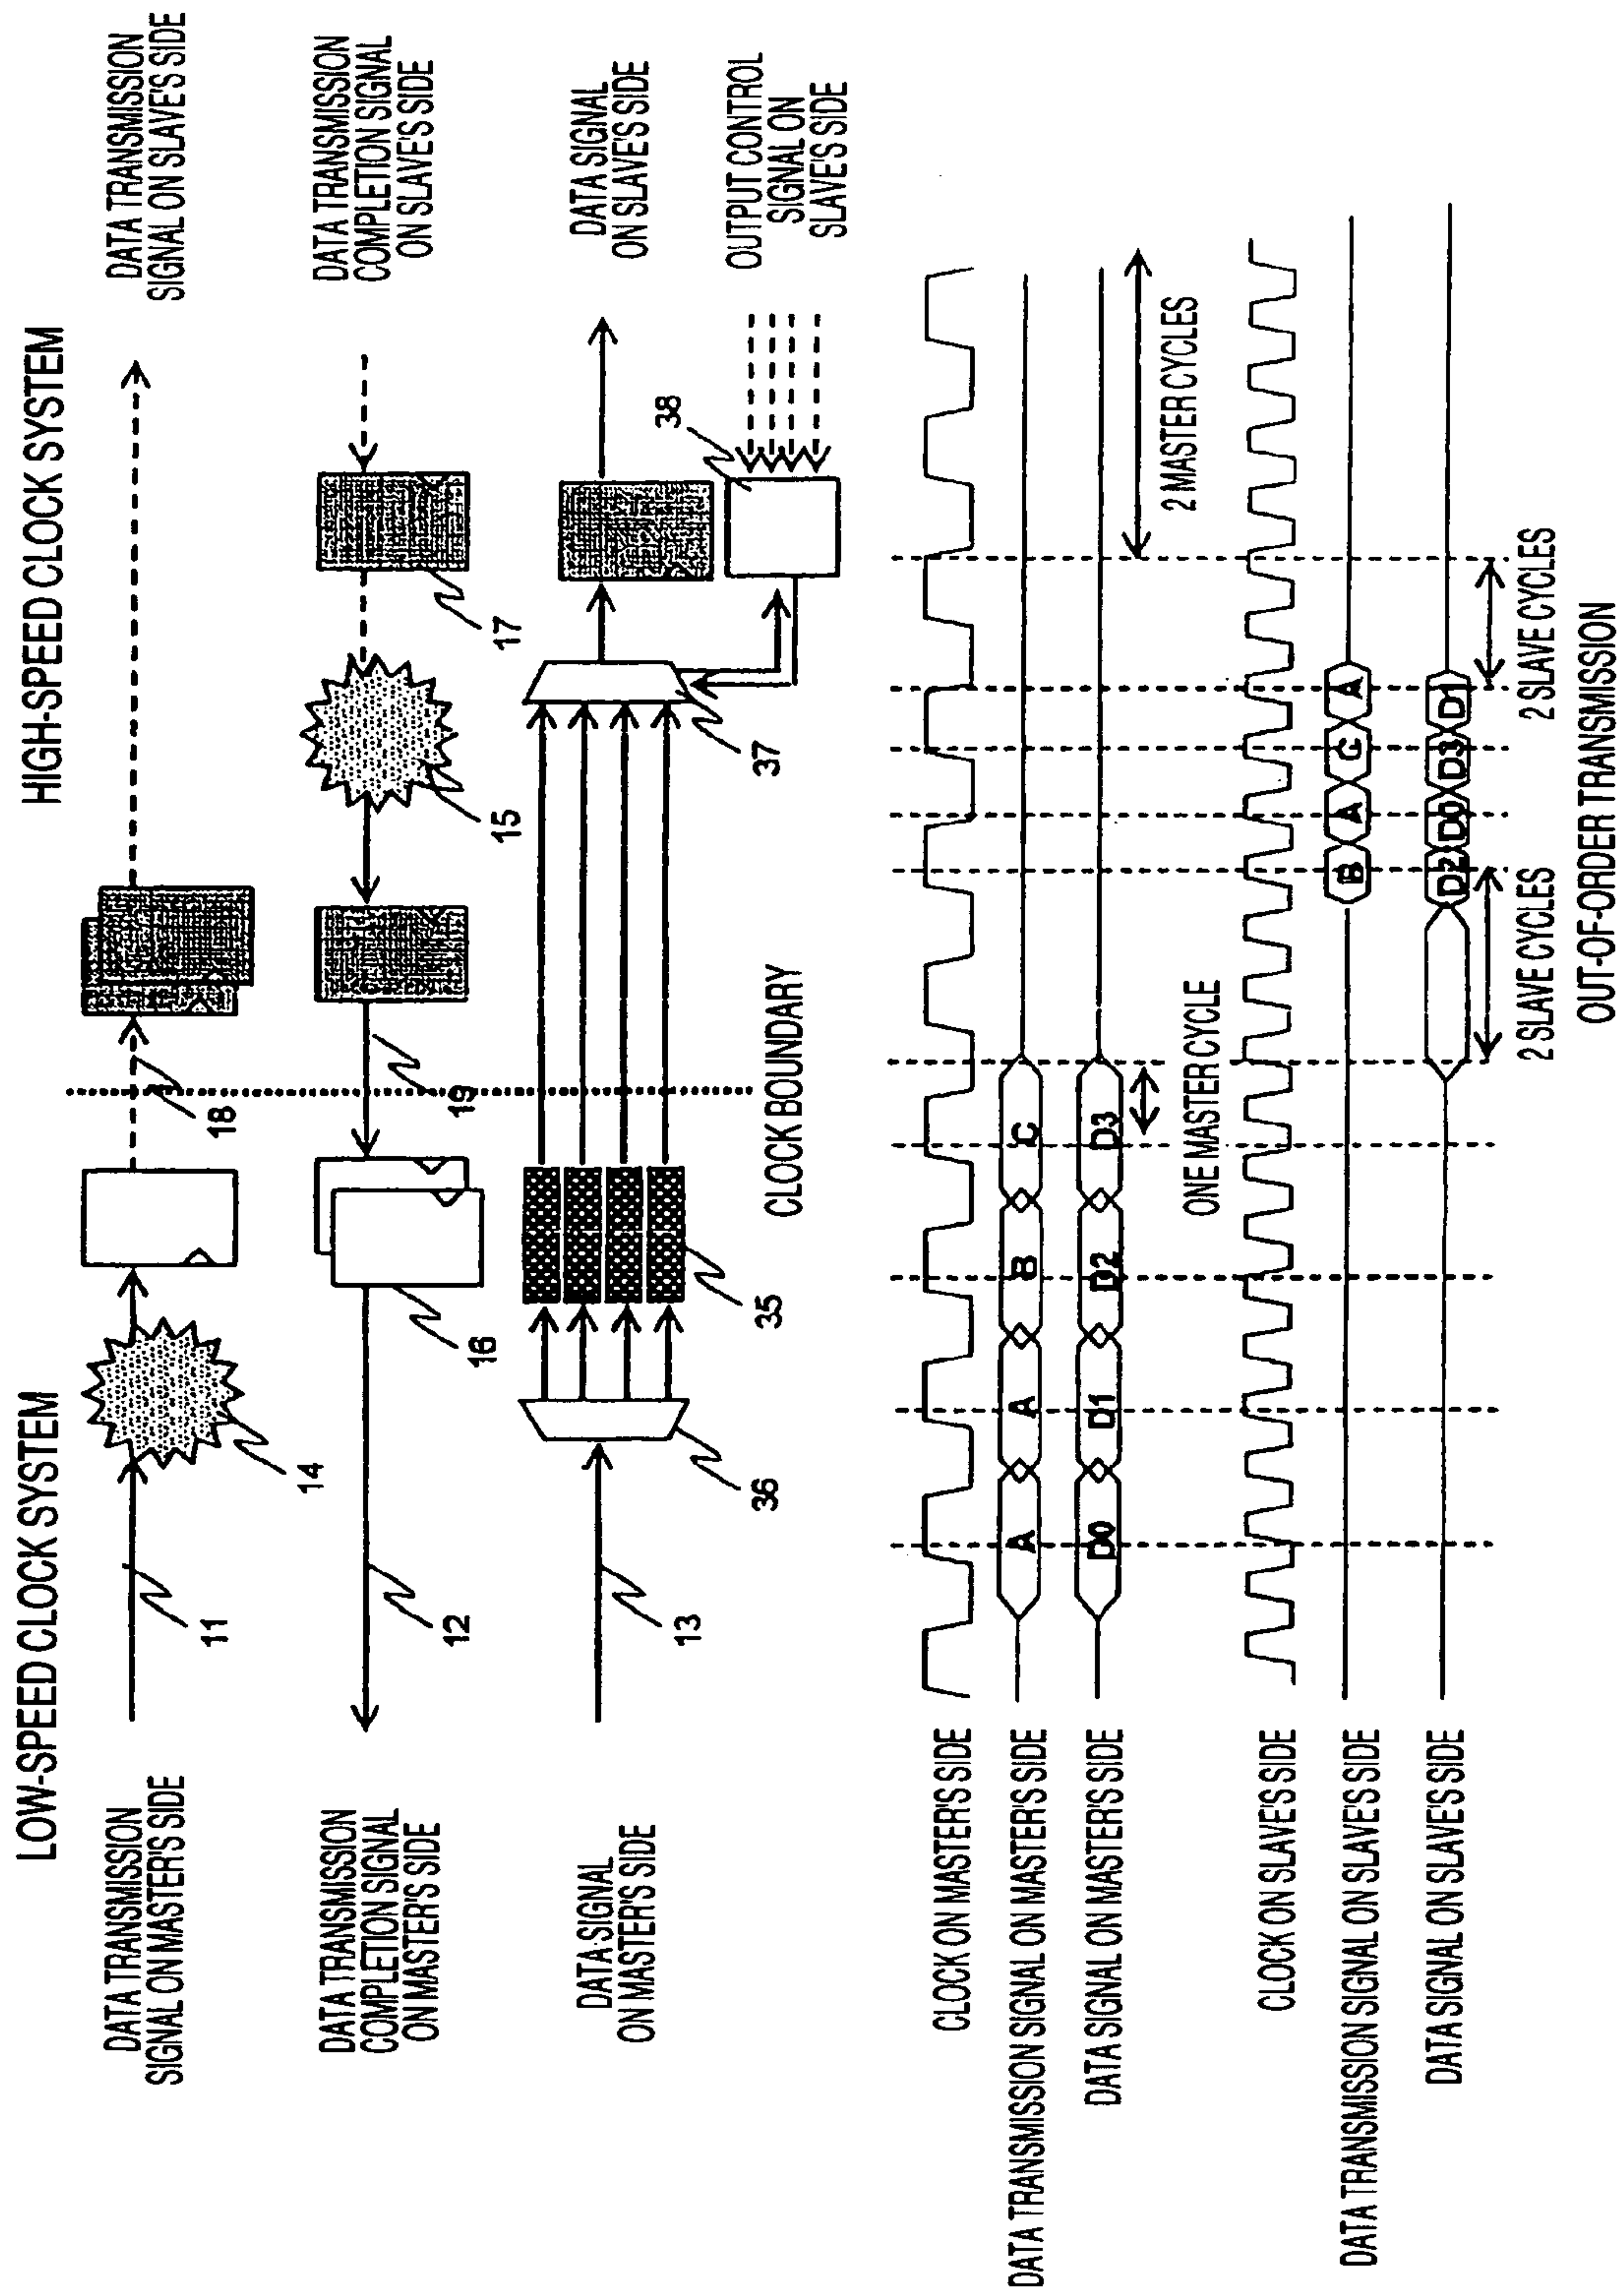 LOW-SPEED CLOCK SYSTEM
HIGH-SPEED CLOCK SYSTEM
DATA TRANSMISSION
SIGNAL ON MASTER'S SIDE
11
14
18
DATA TRANSMISSION
SIGNAL ON SLAVE'S SIDE
DATA TRANSMISSION
COMPLETION SIGNAL
ON MASTER'S SIDE
12
16
19
15
17
DATA TRANSMISSION
COMPLETION SIGNAL
ON SLAVE'S SIDE
DATA SIGNAL
ON MASTER'S SIDE
13
36
35
37
38
DATA SIGNAL
ON SLAVE'S SIDE
OUTPUT CONTROL
SIGNAL ON
SLAVE'S SIDE
CLOCK BOUNDARY
CLOCK ON MASTER'S SIDE
DATA TRANSMISSION SIGNAL ON MASTER'S SIDE
A
A
B
C
DATA SIGNAL ON MASTER'S SIDE
D0
D1
D2
D3
ONE MASTER CYCLE
2 MASTER CYCLES
CLOCK ON SLAVE'S SIDE
DATA TRANSMISSION SIGNAL ON SLAVE'S SIDE
B
A
C
A
DATA SIGNAL ON SLAVE'S SIDE
D2
D0
D3
D1
2 SLAVE CYCLES
2 SLAVE CYCLES
OUT-OF-ORDER TRANSMISSION